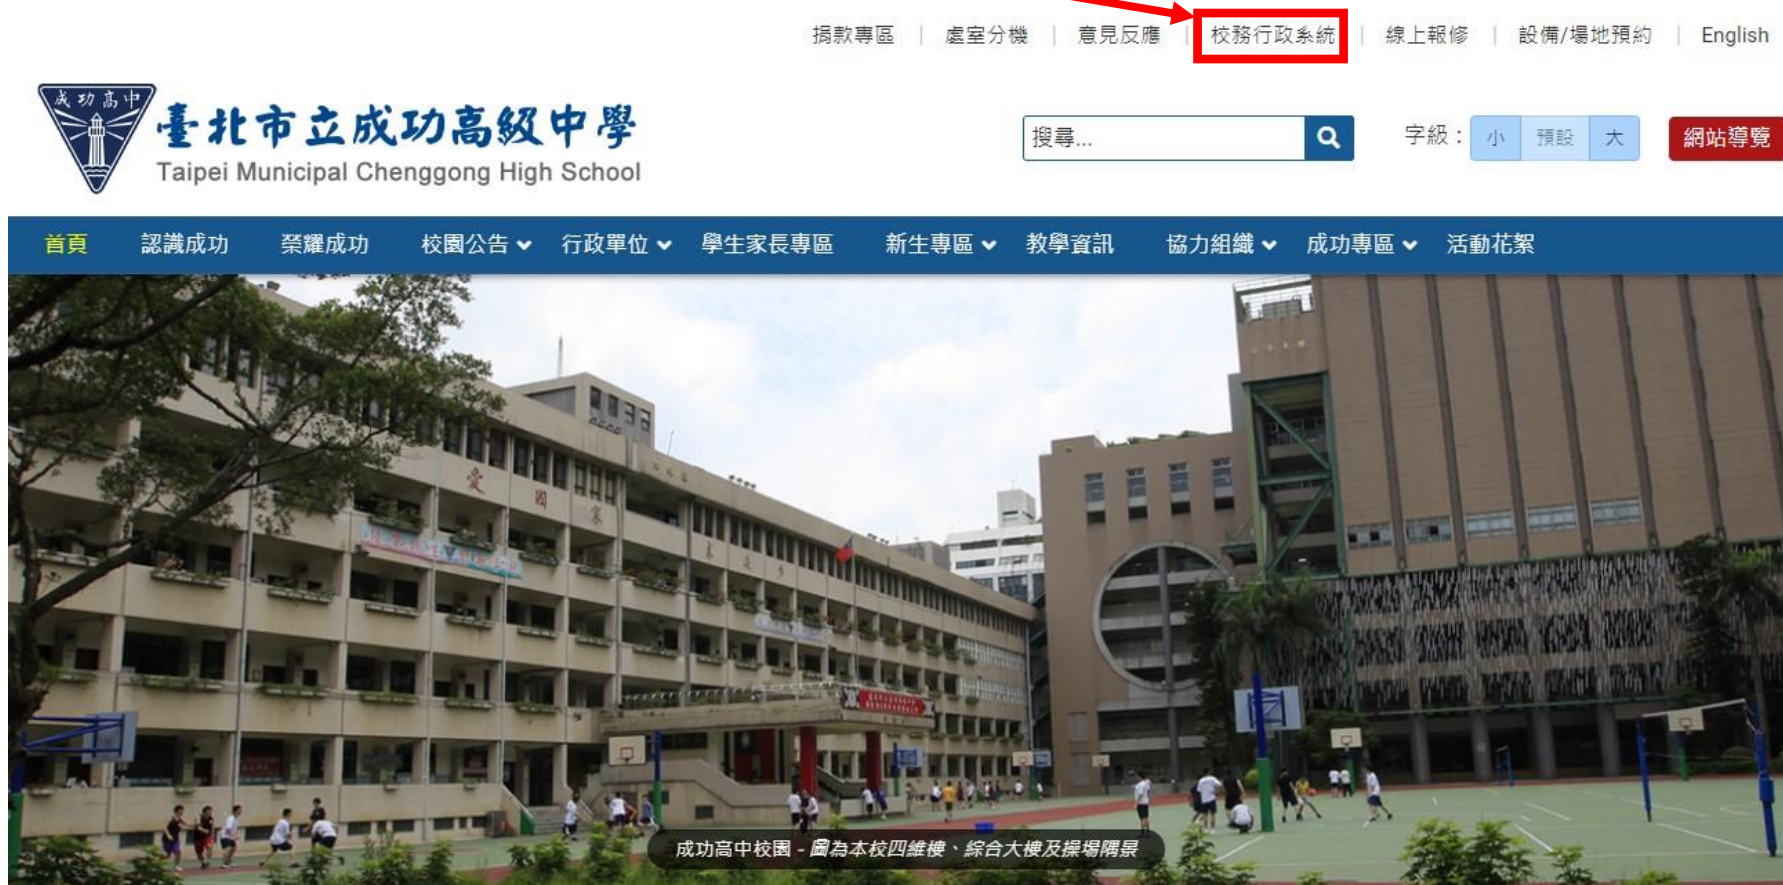 捐款專區 | 處室分機 | 意見反應 | 校務行政系統 | 線上報修 | 設備/場地預約 | English
成功高中
臺北市立成功高級中學
Taipei Municipal Chenggong High School
搜尋...
字級：小 預設 大
網站導覽
首頁 認識成功 榮耀成功 校園公告 行政單位 學生家長專區 新生專區 教學資訊 協力組織 成功專區 活動花絮
愛國家
成功高中校園 - 圖為本校四維樓、綜合大樓及操場隅景